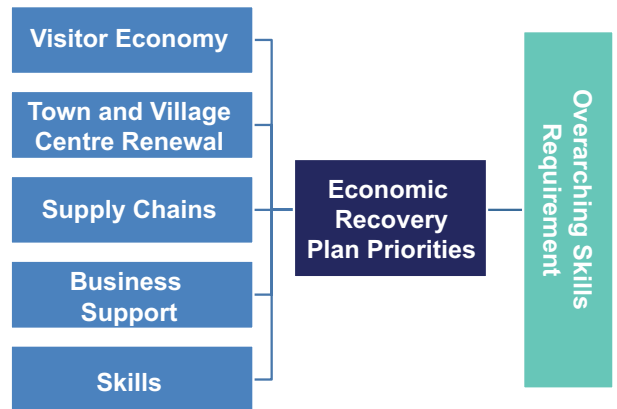 Visitor Economy
Town and Village
Centre Renewal
Supply Chains
Business
Support
Skills
Economic
Recovery
Plan Priorities
Overarching Skills
Requirement